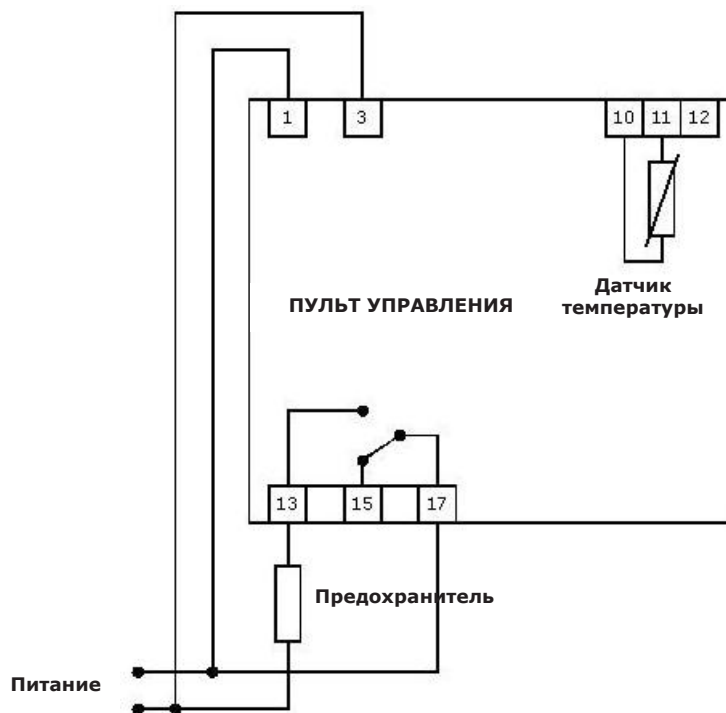 1 3 10 11 12
Датчик
температуры
ПУЛЬТ УПРАВЛЕНИЯ
13 15 17
Предохранитель
Питание